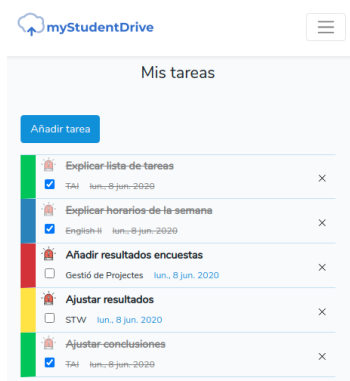 myStudentDrive
Mis tareas
Añadir tarea
Explicar lista de tareas
TAI lun., 8 jun. 2020
Explicar horarios de la semana
English II lun., 8 jun. 2020
Añadir resultados encuestas
Gestió de Projectes lun., 8 jun. 2020
Ajustar resultados
STW lun., 8 jun. 2020
Ajustar conclusiones
TAI lun., 8 jun. 2020